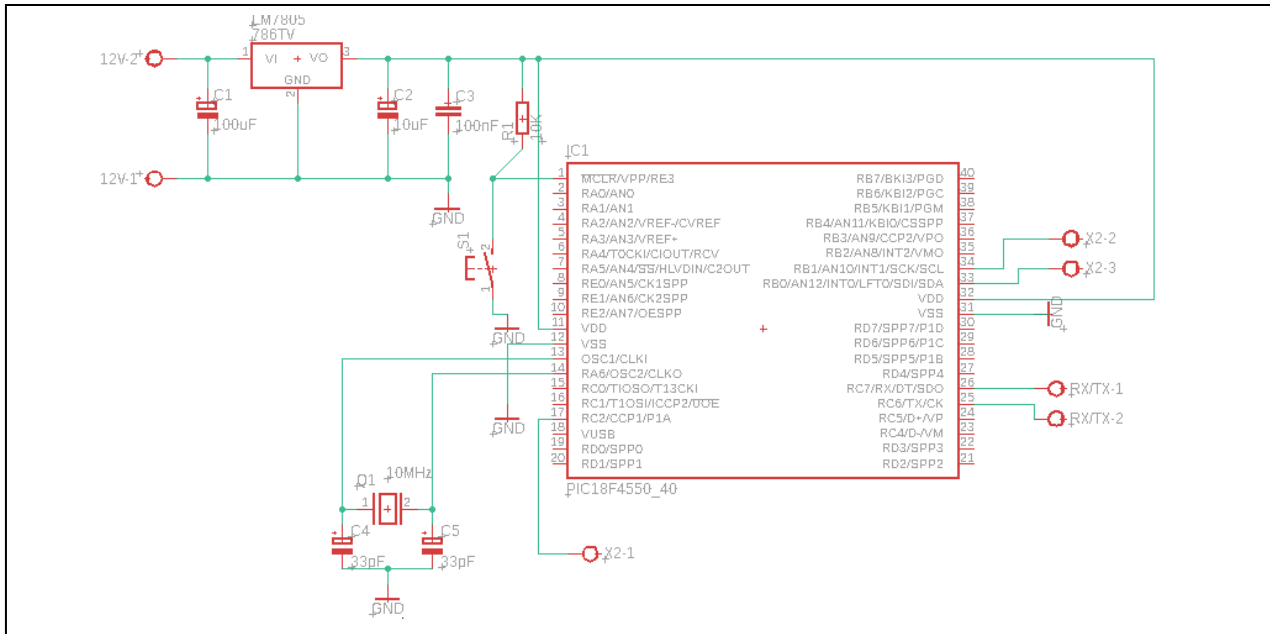 LM7805
786TV
12V-2
1
VI
VO
3
GND
2
C1
100uF
C2
10uF
C3
100nF
R1
10K
12V-1
GND
S1
2
1
GND
GND
IC1
1 MCLR/VPP/RE3
2 RA0/AN0
3 RA1/AN1
4 RA2/AN2/VREF-/CVREF
5 RA3/AN3/VREF+
6 RA4/T0CKI/CIOUT/RCV
7 RA5/AN4/SS/HLVDIN/C2OUT
8 RE0/AN5/CK1SPP
9 RE1/AN6/CK2SPP
10 RE2/AN7/OESPP
11 VDD
12 VSS
13 OSC1/CLKI
14 RA6/OSC2/CLKO
15 RC0/TIOSO/T13CKI
16 RC1/T1OSI/ICCP2/UOE
17 RC2/CCP1/P1A
18 VUSB
19 RD0/SPP0
20 RD1/SPP1
RB7/BKI3/PGD 40
RB6/KBI2/PGC 39
RB5/KBI1/PGM 38
RB4/AN11/KBI0/CSSPP 37
RB3/AN9/CCP2/VPO 36
RB2/AN8/INT2/VMO 35
RB1/AN10/INT1/SCK/SCL 34
RB0/AN12/INT0/LFT0/SDI/SDA 33
VDD 32
VSS 31
RD7/SPP7/P1D 30
RD6/SPP6/P1C 29
RD5/SPP5/P1B 28
RD4/SPP4 27
RC7/RX/DT/SDO 26
RC6/TX/CK 25
RC5/D+/VP 24
RC4/D-/VM 23
RD3/SPP3 22
RD2/SPP2 21
PIC18F4550_40
X2-2
X2-3
GND
RX/TX-1
RX/TX-2
X2-1
Q1
10MHz
1
2
C4
33pF
C5
33pF
GND